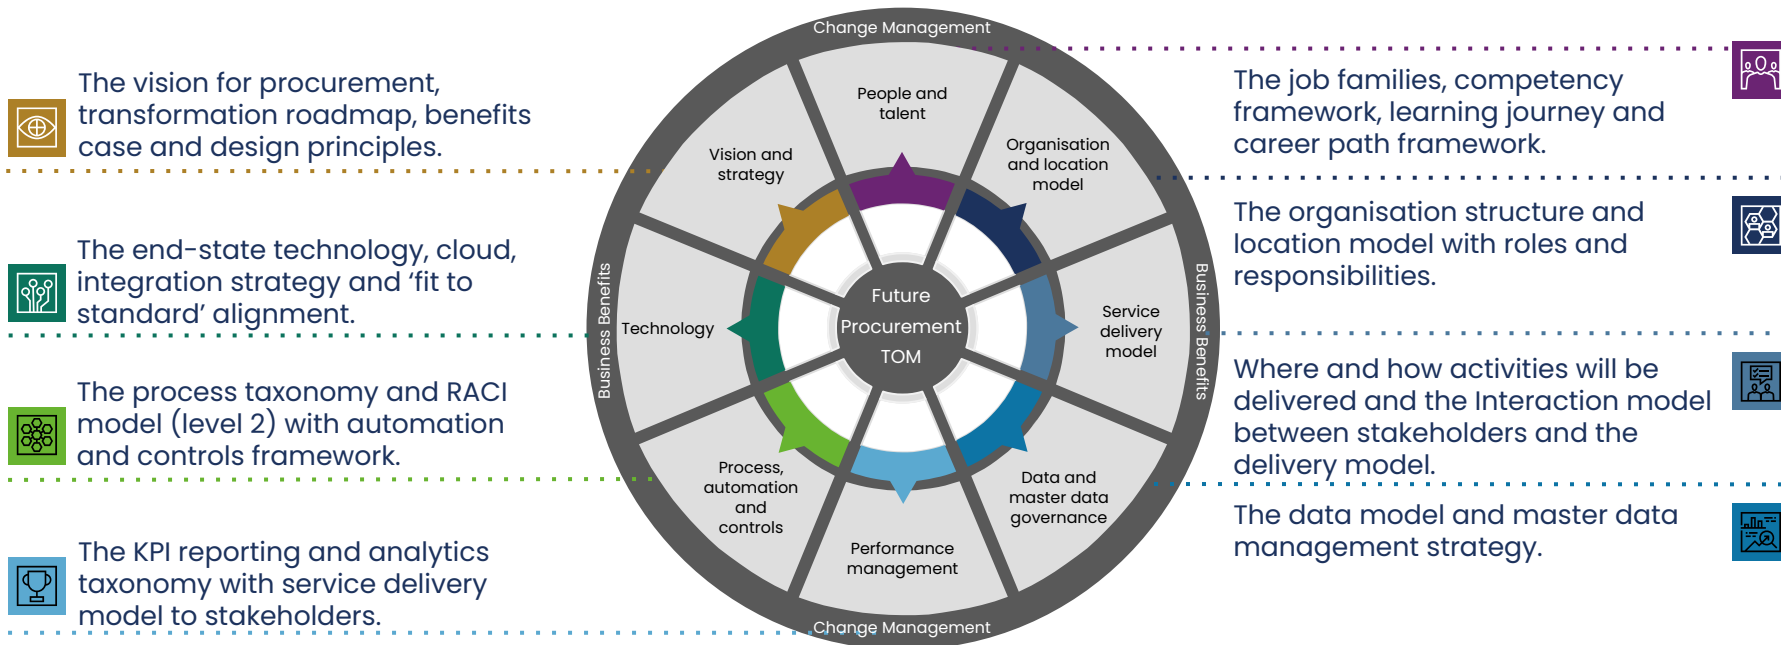 Change Management
The vision for procurement,
transformation roadmap, benefits
case and design principles.
The end-state technology, cloud,
integration strategy and ‘fit to
standard’ alignment.
The process taxonomy and RACI
model (level 2) with automation
and controls framework.
The KPI reporting and analytics
taxonomy with service delivery
model to stakeholders.
Business Benefits
People and
talent
Vision and
strategy
Organisation
and location
model
Technology
Future
Procurement
TOM
Service
delivery
model
Process,
automation
and
controls
Performance
management
Data and
master data
governance
Business Benefits
Change Management
The job families, competency
framework, learning journey and
career path framework.
The organisation structure and
location model with roles and
responsibilities.
Where and how activities will be
delivered and the Interaction model
between stakeholders and the
delivery model.
The data model and master data
management strategy.